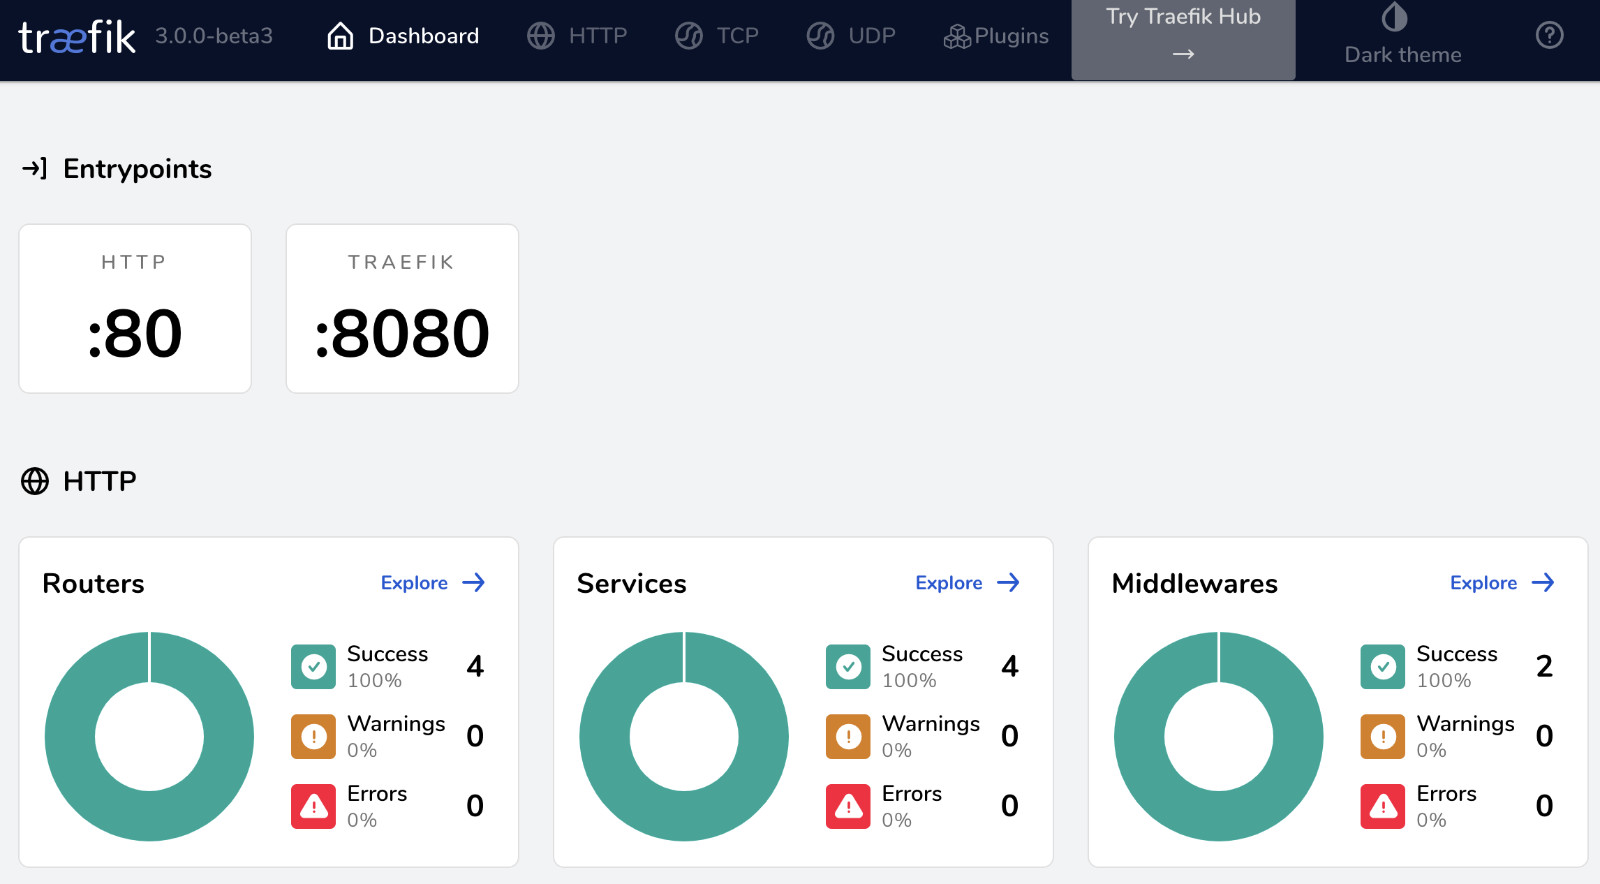 træfik 3.0.0-beta3 Dashboard HTTP TCP UDP Plugins Try Traefik Hub → Dark theme
Entrypoints
HTTP
:80
TRAEFIK
:8080
HTTP
Routers Explore
Success 4
100%
Warnings 0
0%
Errors 0
0%
Services Explore
Success 4
100%
Warnings 0
0%
Errors 0
0%
Middlewares Explore
Success 2
100%
Warnings 0
0%
Errors 0
0%